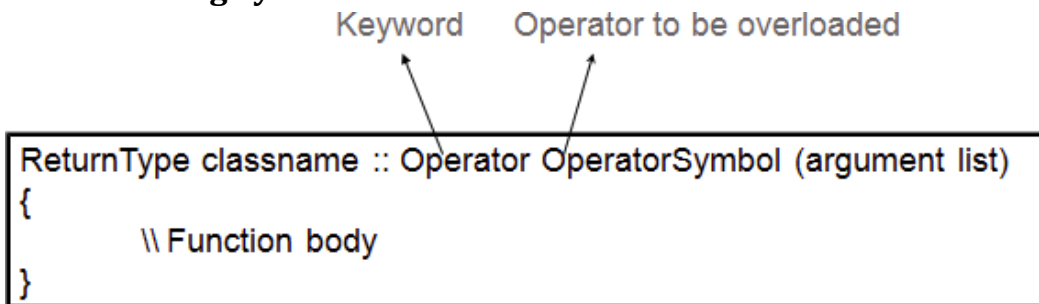 Keyword Operator to be overloaded
ReturnType classname :: Operator OperatorSymbol (argument list)
{
\\ Function body
}